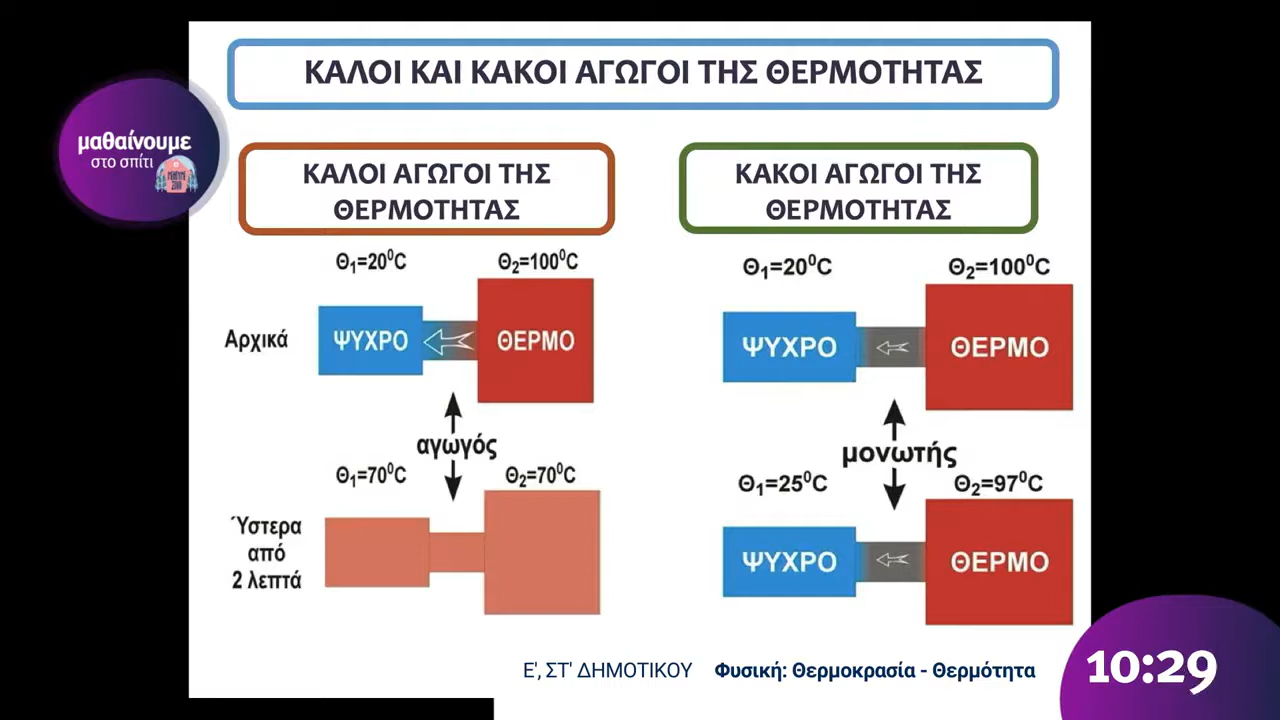 ΚΑΛΟΙ ΚΑΙ ΚΑΚΟΙ ΑΓΩΓΟΙ ΤΗΣ ΘΕΡΜΟΤΗΤΑΣ
μαθαίνουμε
στο σπίτι
ΚΑΛΟΙ ΑΓΩΓΟΙ ΤΗΣ
ΘΕΡΜΟΤΗΤΑΣ
Θ₁=20⁰C Θ₂=100⁰C
Αρχικά
ΨΥΧΡΟ ΘΕΡΜΟ
αγωγός
Θ₁=70⁰C Θ₂=70⁰C
Ύστερα
από
2 λεπτά
ΚΑΚΟΙ ΑΓΩΓΟΙ ΤΗΣ
ΘΕΡΜΟΤΗΤΑΣ
Θ₁=20⁰C Θ₂=100⁰C
ΨΥΧΡΟ ΘΕΡΜΟ
μονωτής
Θ₁=25⁰C Θ₂=97⁰C
ΨΥΧΡΟ ΘΕΡΜΟ
Ε', ΣΤ' ΔΗΜΟΤΙΚΟΥ Φυσική: Θερμοκρασία - Θερμότητα
10:29